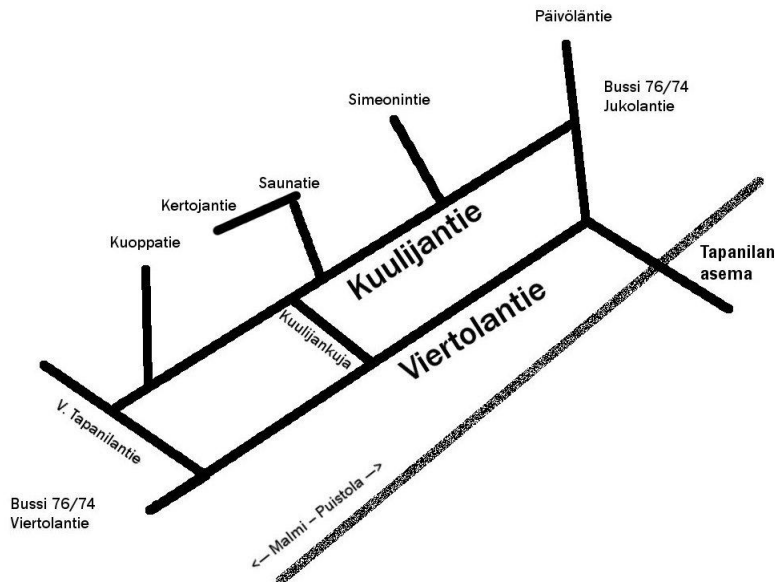 Päivöläntie
Bussi 76/74
Jukolantie
Simeonintie
Saunatie
Kertojantie
Kuoppatie
Kuulijantie
Tapanilan
asema
Kuulijankuja
Viertolantie
V. Tapanilantie
Bussi 76/74
Viertolantie
<-- Malmi – Puistola -->